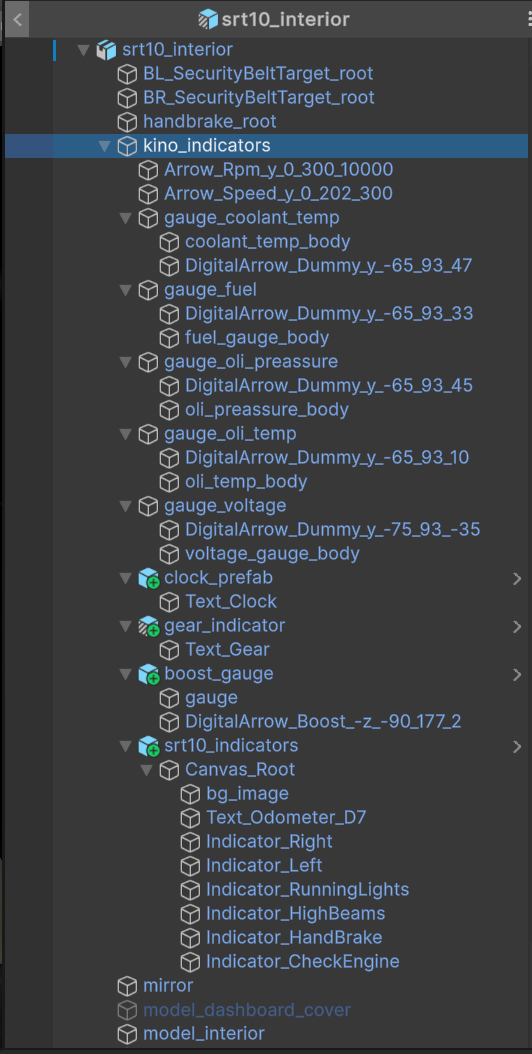 srt10_interior
srt10_interior
BL_SecurityBeltTarget_root
BR_SecurityBeltTarget_root
handbrake_root
kino_indicators
Arrow_Rpm_y_0_300_10000
Arrow_Speed_y_0_202_300
gauge_coolant_temp
coolant_temp_body
DigitalArrow_Dummy_y_-65_93_47
gauge_fuel
DigitalArrow_Dummy_y_-65_93_33
fuel_gauge_body
gauge_oli_preassure
DigitalArrow_Dummy_y_-65_93_45
oli_preassure_body
gauge_oli_temp
DigitalArrow_Dummy_y_-65_93_10
oli_temp_body
gauge_voltage
DigitalArrow_Dummy_y_-75_93_-35
voltage_gauge_body
clock_prefab
Text_Clock
gear_indicator
Text_Gear
boost_gauge
gauge
DigitalArrow_Boost_-z_-90_177_2
srt10_indicators
Canvas_Root
bg_image
Text_Odometer_D7
Indicator_Right
Indicator_Left
Indicator_RunningLights
Indicator_HighBeams
Indicator_HandBrake
Indicator_CheckEngine
mirror
model_dashboard_cover
model_interior